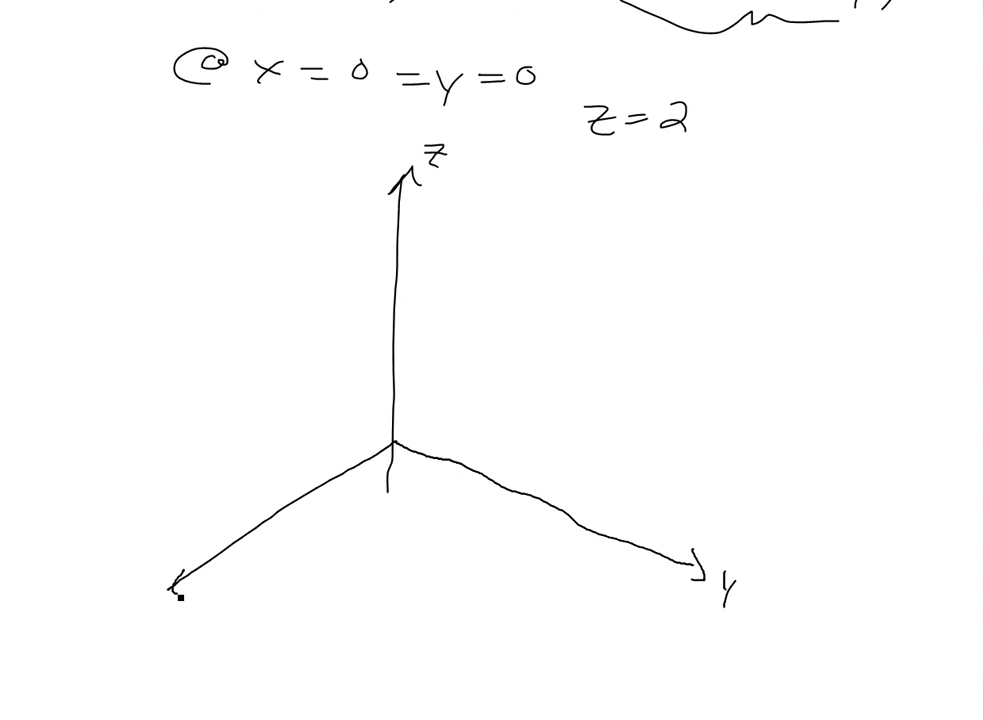 @ x = 0 = y = 0
z = 2
z
y